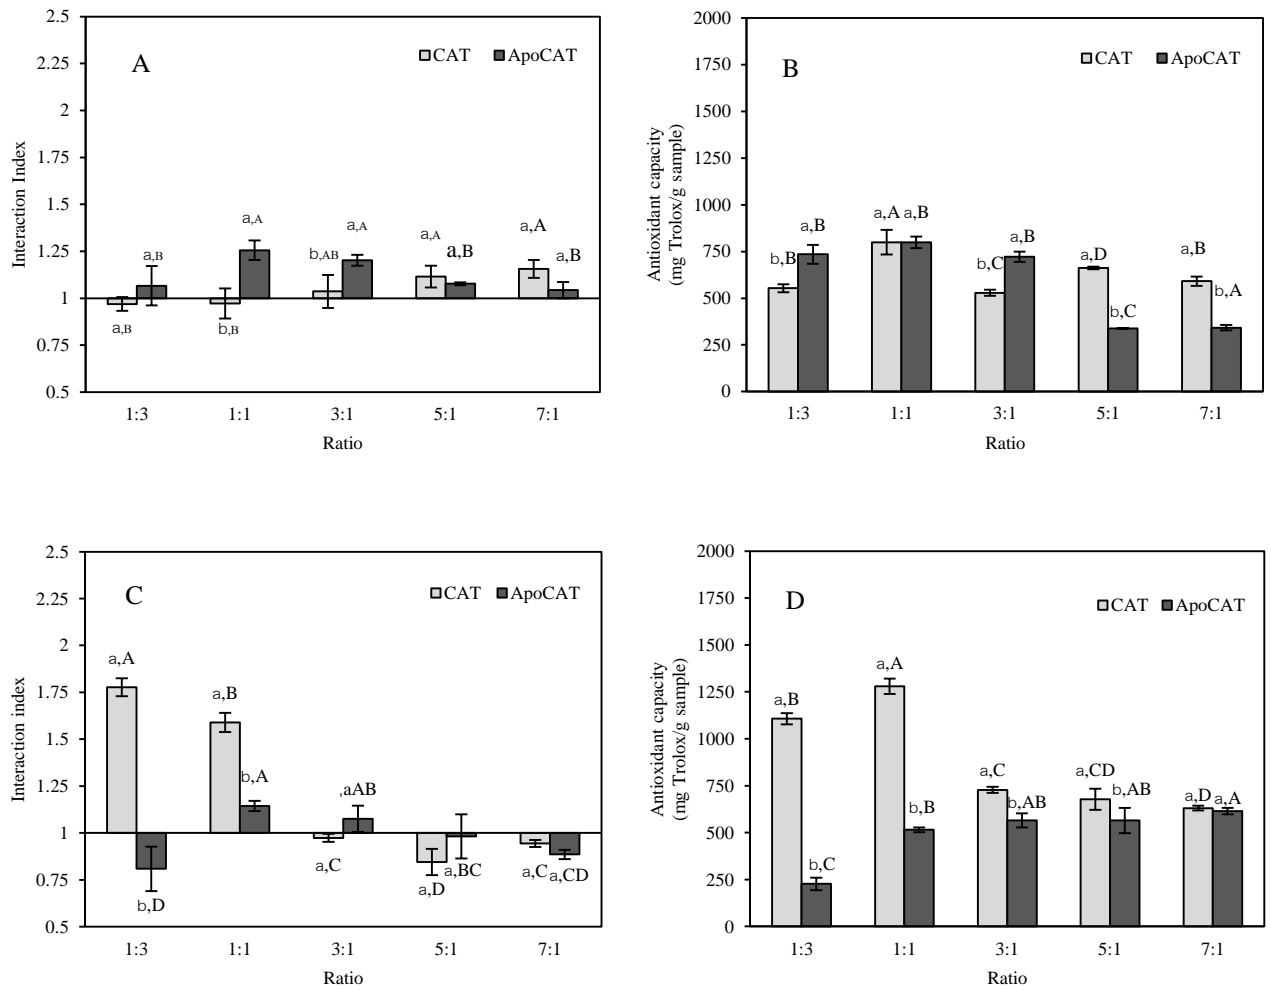 2.5
2.25
2
1.75
1.5
1.25
1
0.75
0.5
Interaction Index
A
CAT ApoCAT
a,B a,B
b,B a,A
b,AB a,A
a,A a,B
a,A a,B
1:3 1:1 3:1 5:1 7:1
Ratio
2000
1750
1500
1250
1000
750
500
250
0
Antioxidant capacity
(mg Trolox/g sample)
B
CAT ApoCAT
b,B a,B
a,A a,B
b,C a,B
a,D b,C
a,B b,A
1:3 1:1 3:1 5:1 7:1
Ratio
2.5
2.25
2
1.75
1.5
1.25
1
0.75
0.5
Interaction index
C
CAT ApoCAT
a,A b,D
a,B b,A
a,C ,aAB
a,D a,BC
a,C a,CD
1:3 1:1 3:1 5:1 7:1
Ratio
2000
1750
1500
1250
1000
750
500
250
0
Antioxidant capacity
(mg Trolox/g sample)
D
CAT ApoCAT
a,B b,C
a,A b,B
a,C b,AB
a,CD b,AB
a,D a,A
1:3 1:1 3:1 5:1 7:1
Ratio